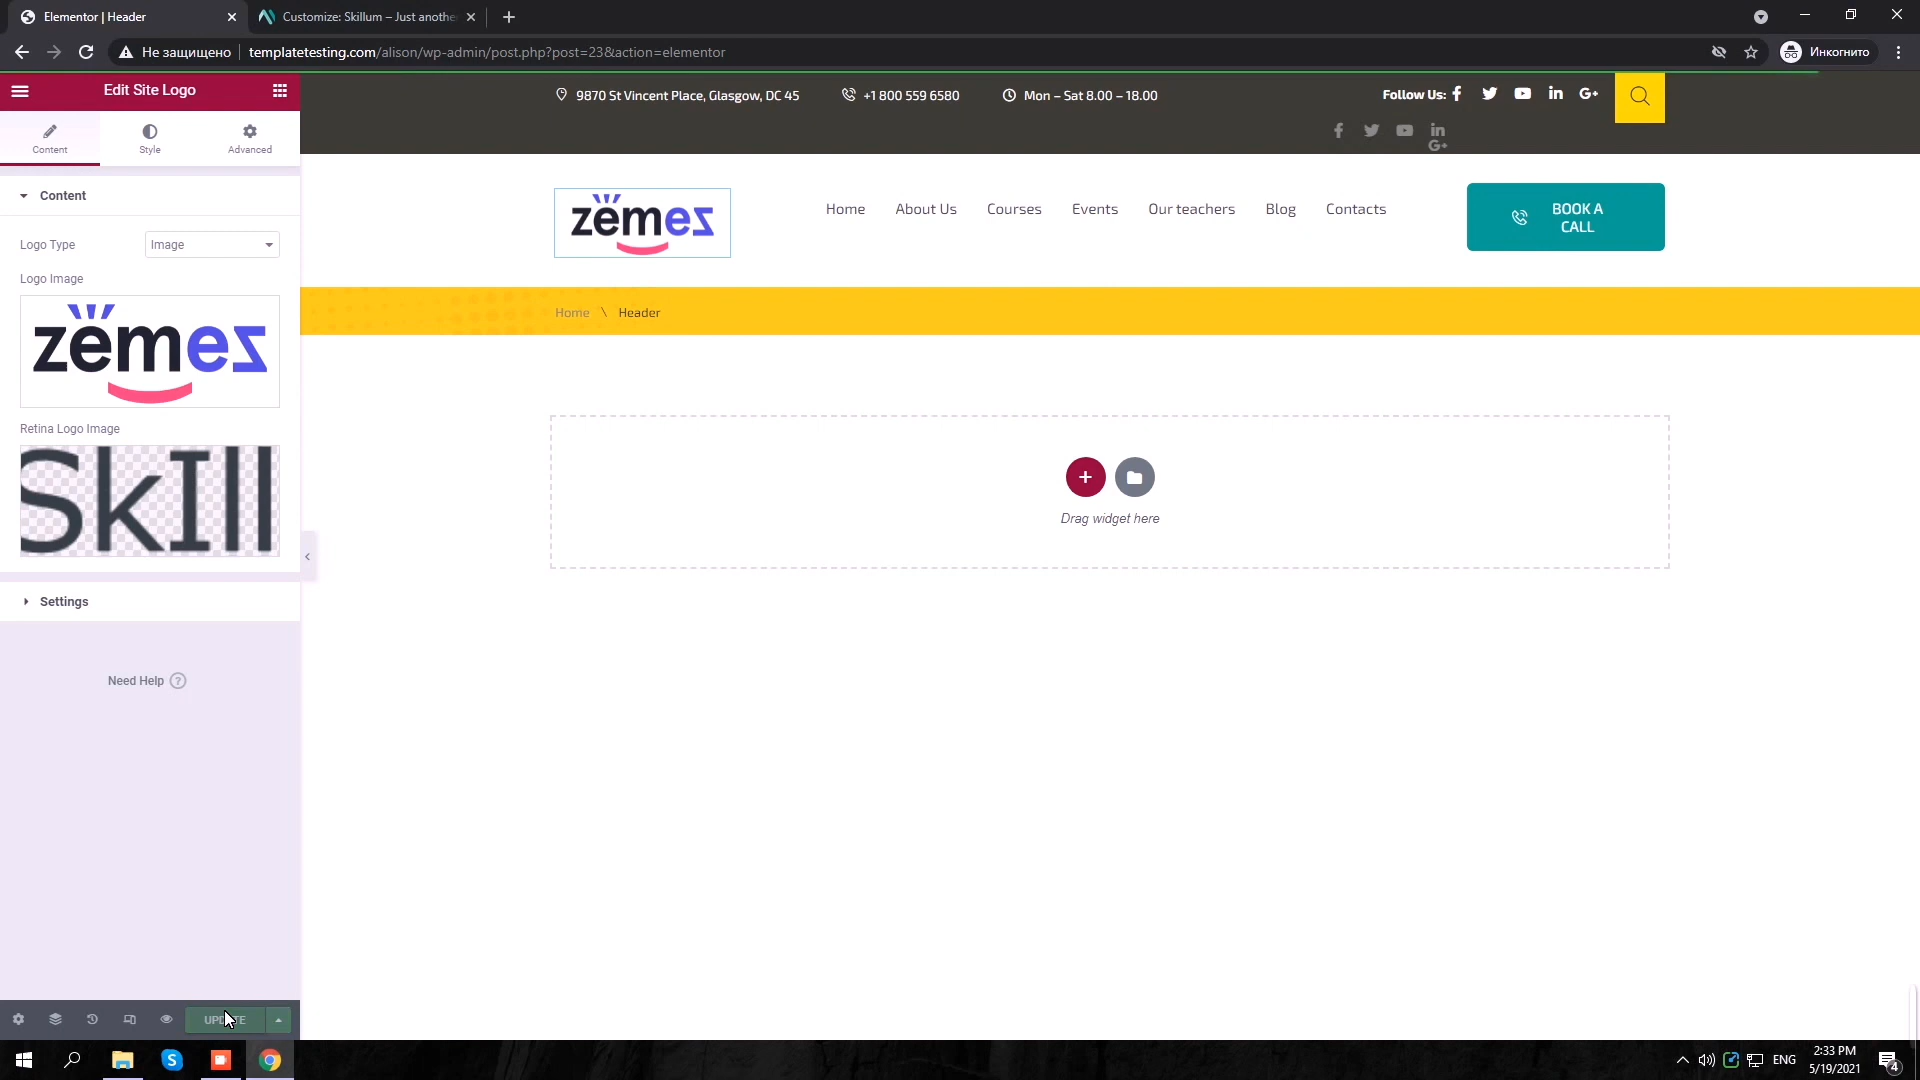 Elementor | Header
Customize: Skillum – Just anothe
Не защищено
templatetesting.com/alison/wp-admin/post.php?post=23&action=elementor
Инкогнито
Edit Site Logo
Content
Style
Advanced
Content
Logo Type
Image
Logo Image
zemez
Retina Logo Image
SkIll
Settings
Need Help
?
UPDATE
9870 St Vincent Place, Glasgow, DC 45
+1 800 559 6580
Mon – Sat 8.00 – 18.00
Follow Us:
zemez
Home
About Us
Courses
Events
Our teachers
Blog
Contacts
BOOK A
CALL
Home \ Header
Drag widget here
ENG
2:33 PM
5/19/2021
4